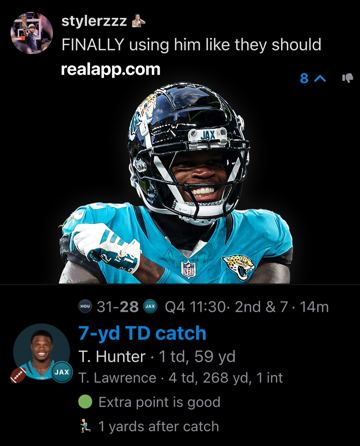 stylerzzz
FINALLY using him like they should
realapp.com
8
JAX
NFL
HOU 31-28 JAX Q4 11:30 · 2nd & 7 · 14m
7-yd TD catch
T. Hunter · 1 td, 59 yd
T. Lawrence · 4 td, 268 yd, 1 int
JAX
Extra point is good
1 yards after catch